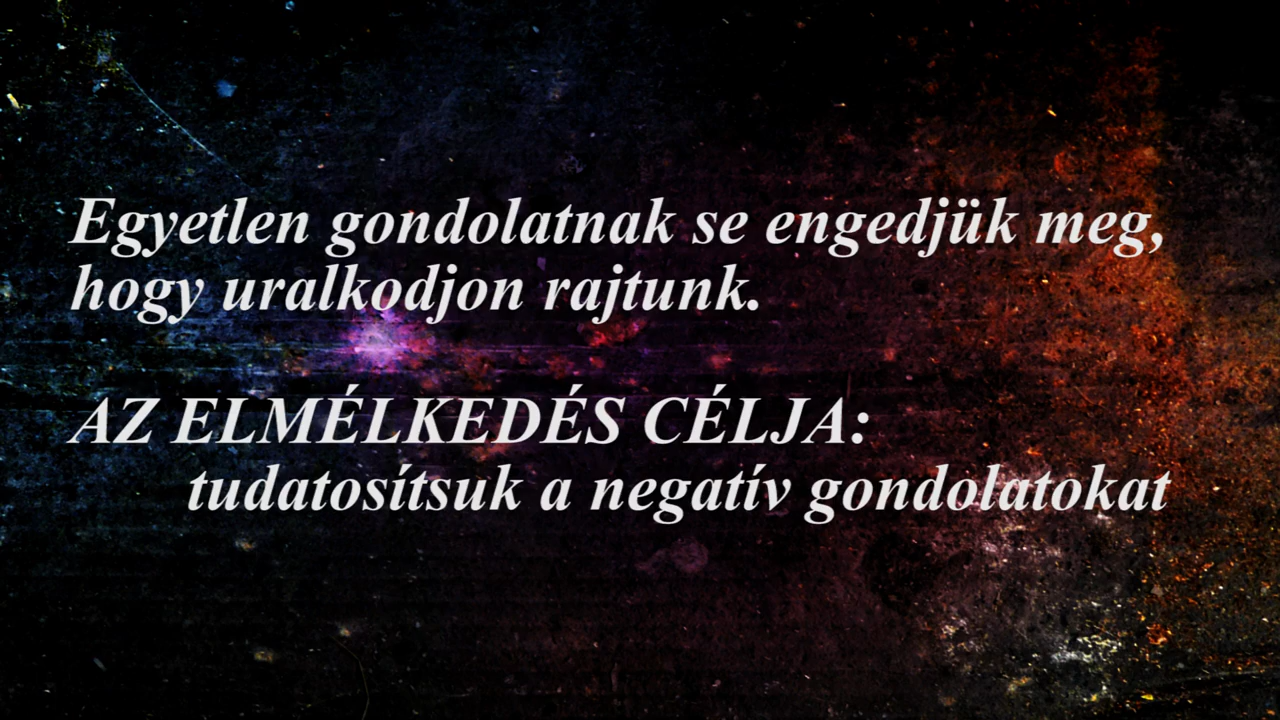 Egyetlen gondolatnak se engedjük meg,
hogy uralkodjon rajtunk.
AZ ELMÉLKEDÉS CÉLJA:
tudatosítsuk a negatív gondolatokat